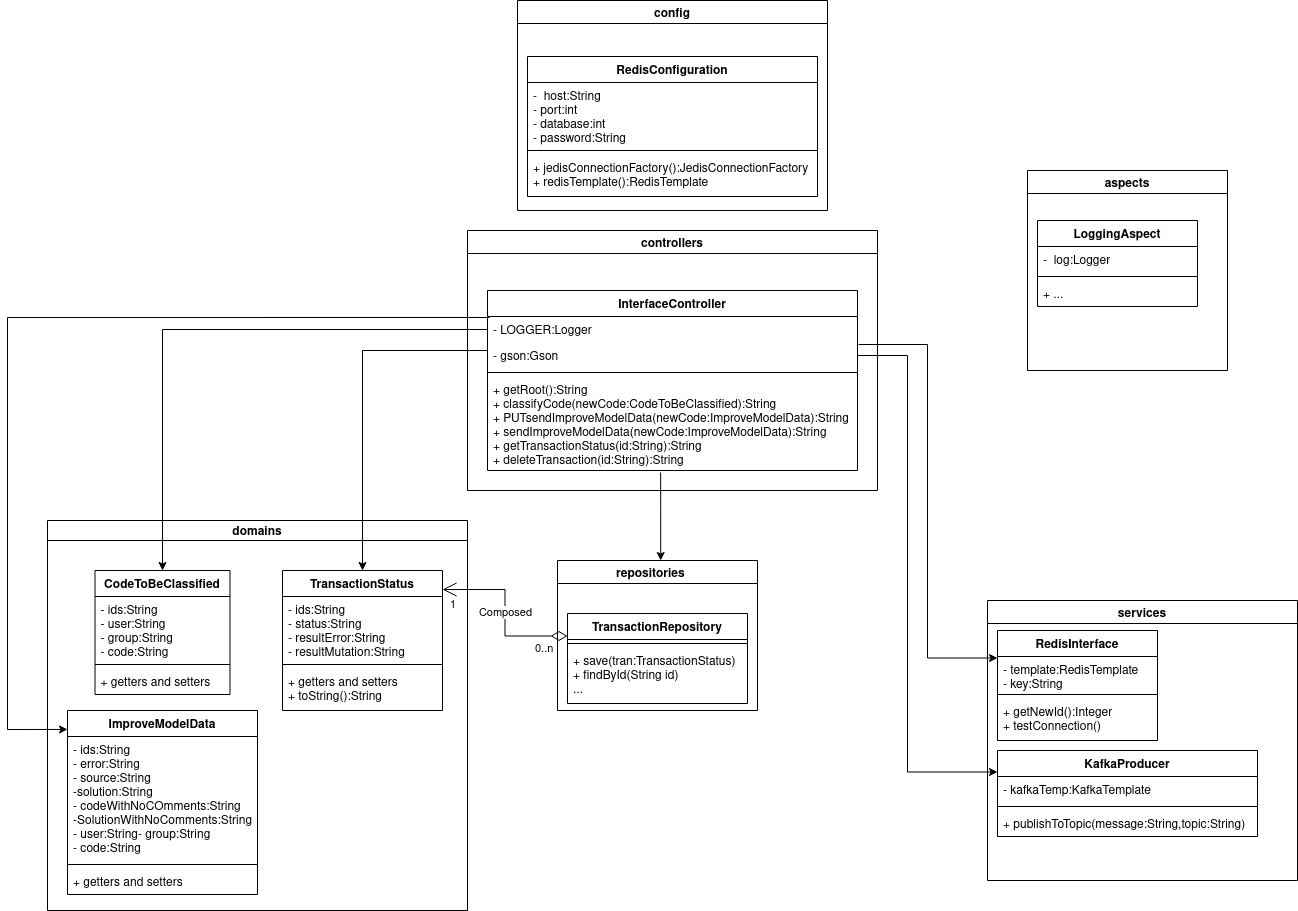 config
RedisConfiguration
-  host:String
- port:int
- database:int
- password:String
+ jedisConnectionFactory():JedisConnectionFactory
+ redisTemplate():RedisTemplate
aspects
LoggingAspect
-  log:Logger
+ ...
controllers
InterfaceController
- LOGGER:Logger
- gson:Gson
+ getRoot():String
+ classifyCode(newCode:CodeToBeClassified):String
+ PUTsendImproveModelData(newCode:ImproveModelData):String
+ sendImproveModelData(newCode:ImproveModelData):String
+ getTransactionStatus(id:String):String
+ deleteTransaction(id:String):String
domains
CodeToBeClassified
- ids:String
- user:String
- group:String
- code:String
+ getters and setters
TransactionStatus
- ids:String
- status:String
- resultError:String
- resultMutation:String
+ getters and setters
+ toString():String
ImproveModelData
- ids:String
- error:String
- source:String
-solution:String
- codeWithNoCOmments:String
-SolutionWithNoComments:String
- user:String- group:String
- code:String
+ getters and setters
1
Composed
0..n
repositories
TransactionRepository
+ save(tran:TransactionStatus)
+ findById(String id)
...
services
RedisInterface
- template:RedisTemplate
- key:String
+ getNewId():Integer
+ testConnection()
KafkaProducer
- kafkaTemp:KafkaTemplate
+ publishToTopic(message:String,topic:String)